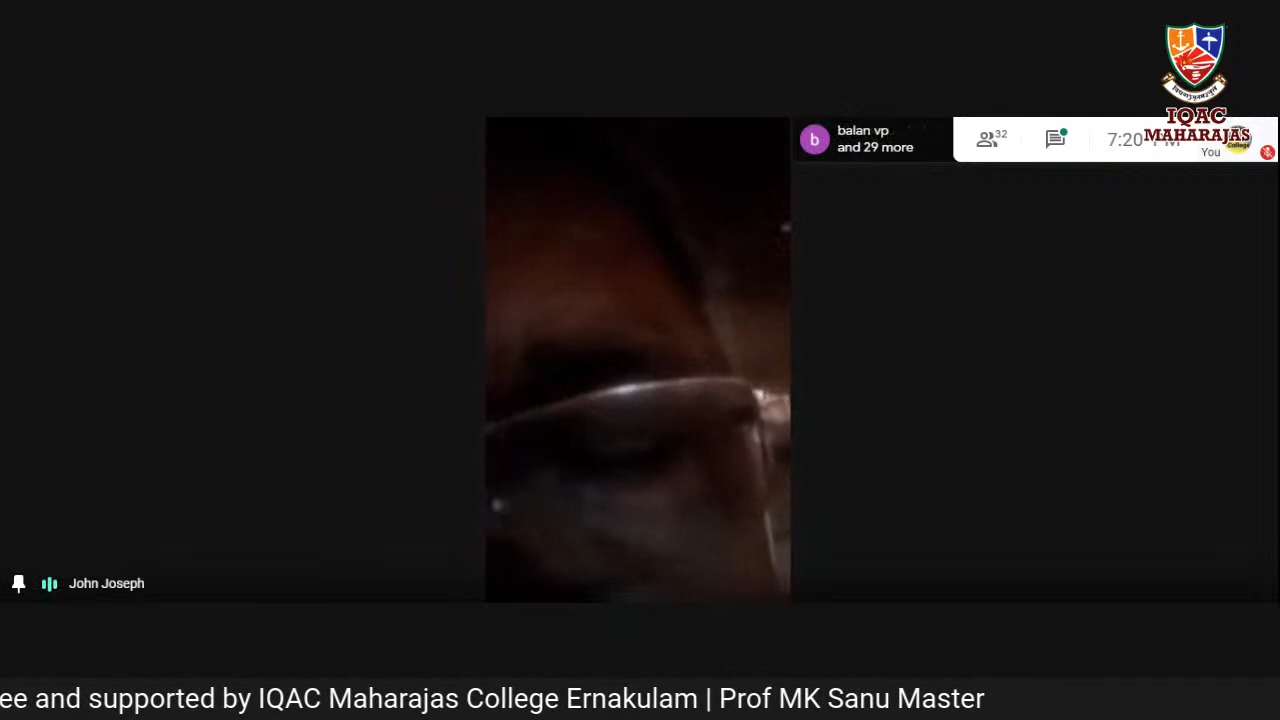 IQAC
MAHARAJAS
b
balan vp
and 29 more
32
7:20 PM
You
College
John Joseph
ee and supported by IQAC Maharajas College Ernakulam | Prof MK Sanu Master